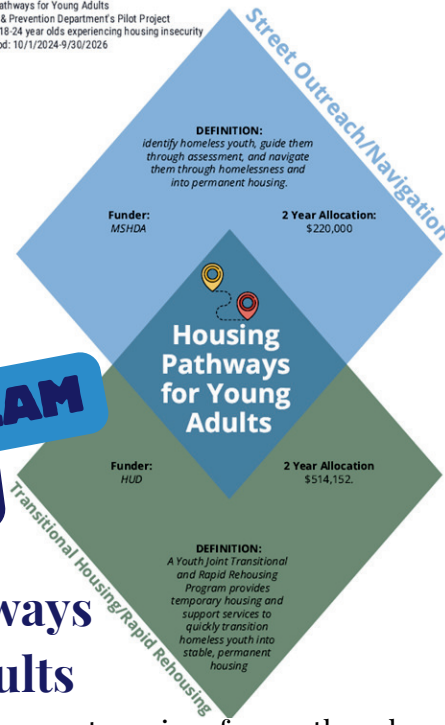 athways for Young Adults
& Prevention Department's Pilot Project
18-24 year olds experiencing housing insecurity
od: 10/1/2024-9/30/2026
Street Outreach/Navigation
DEFINITION:
identify homeless youth, guide them
through assessment, and navigate
them through homelessness and
into permanent housing.
Funder:
MSHDA
2 Year Allocation:
$220,000
Housing
Pathways
for Young
Adults
AM
Funder:
HUD
2 Year Allocation
$514,152.
Transitional Housing/Rapid Rehousing
DEFINITION:
A Youth Joint Transitional
and Rapid Rehousing
Program provides
temporary housing and
support services to
quickly transition
homeless youth into
stable, permanent
housing
ways
ults